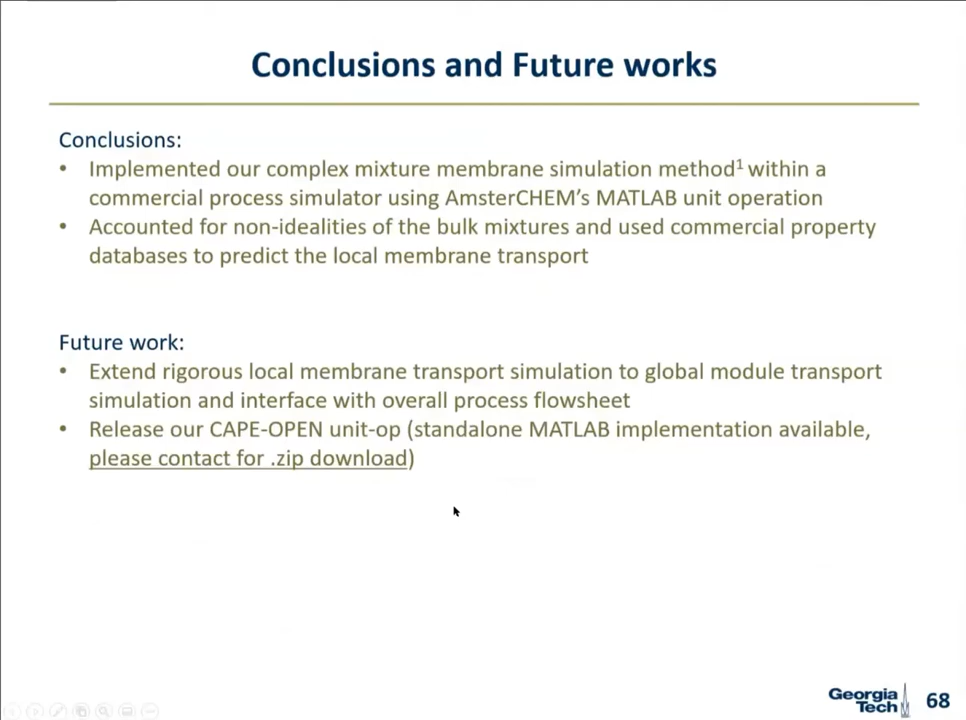 Conclusions and Future works
Conclusions:
• Implemented our complex mixture membrane simulation method¹ within a
commercial process simulator using AmsterCHEM's MATLAB unit operation
• Accounted for non-idealities of the bulk mixtures and used commercial property
databases to predict the local membrane transport
Future work:
• Extend rigorous local membrane transport simulation to global module transport
simulation and interface with overall process flowsheet
• Release our CAPE-OPEN unit-op (standalone MATLAB implementation available,
please contact for .zip download)
Georgia
Tech
68